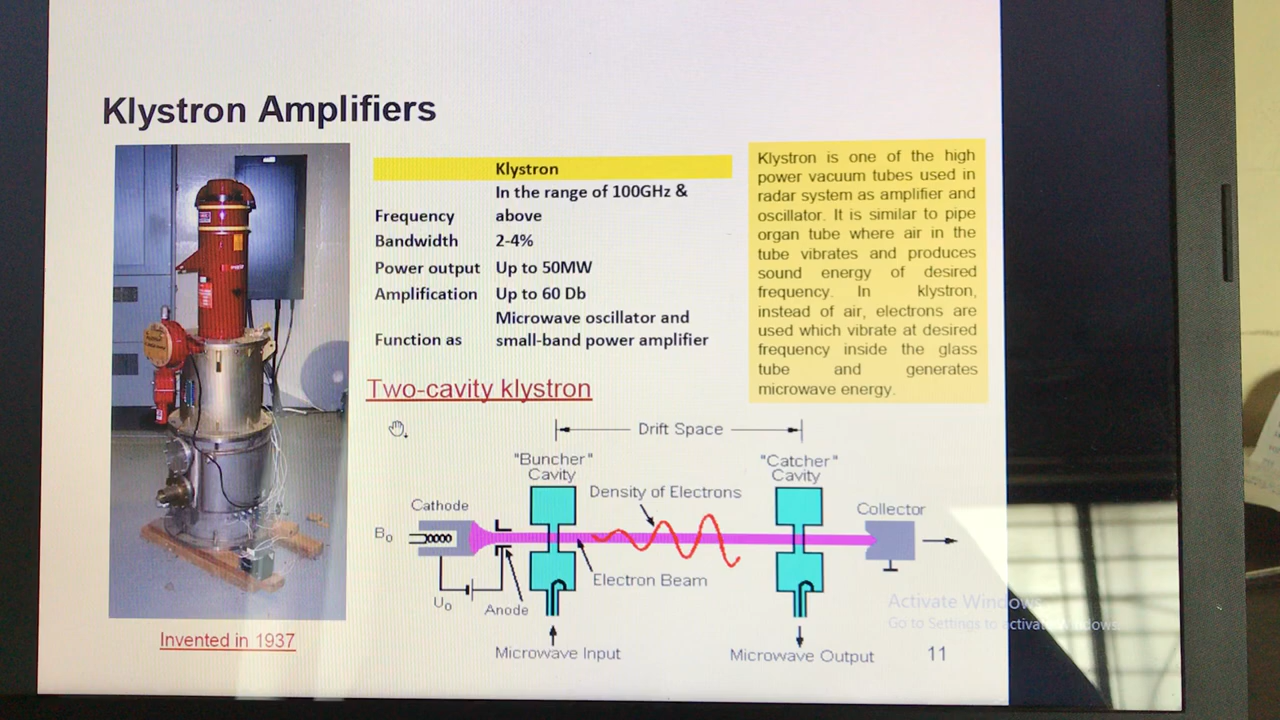 Klystron Amplifiers
Klystron
In the range of 100GHz &
Frequency above
Bandwidth 2-4%
Power output Up to 50MW
Amplification Up to 60 Db
Microwave oscillator and
Function as small-band power amplifier
Klystron is one of the high
power vacuum tubes used in
radar system as amplifier and
oscillator. It is similar to pipe
organ tube where air in the
tube vibrates and produces
sound energy of desired
frequency. In klystron,
instead of air, electrons are
used which vibrate at desired
frequency inside the glass
tube and generates
microwave energy.
Two-cavity klystron
Drift Space
"Buncher"
Cavity
"Catcher"
Cavity
Density of Electrons
Cathode
Collector
B₀
Electron Beam
U₀
Anode
Microwave Input
Microwave Output
Invented in 1937
Activate Windows
Go to Settings to activate Windows
11